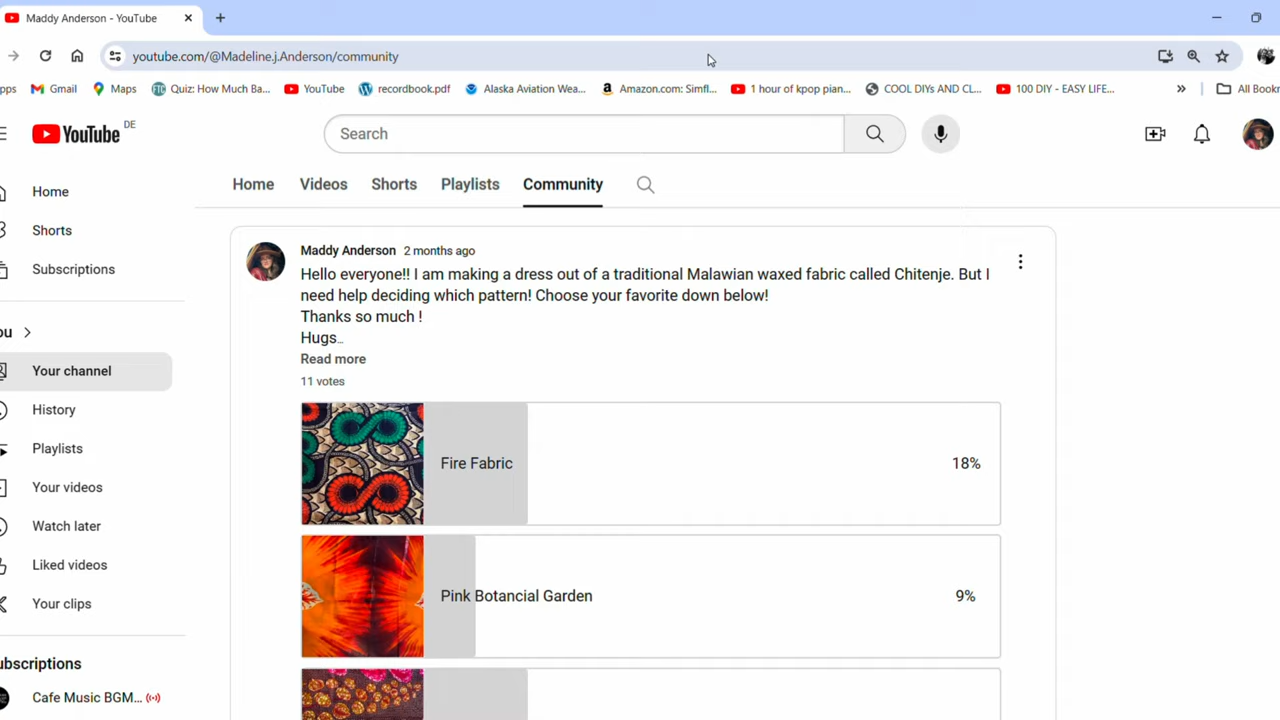 Maddy Anderson - YouTube
youtube.com/@Madeline.j.Anderson/community
Gmail
Maps
Quiz: How Much Ba...
YouTube
recordbook.pdf
Alaska Aviation Wea...
Amazon.com: Simfl...
1 hour of kpop pian...
COOL DIYs AND CL...
100 DIY - EASY LIFE...
»
All Bookr
YouTube DE
Search
Home
Videos
Shorts
Playlists
Community
Home
Shorts
Subscriptions
ou
Your channel
History
Playlists
Your videos
Watch later
Liked videos
Your clips
ubscriptions
Cafe Music BGM...
Maddy Anderson 2 months ago
Hello everyone!! I am making a dress out of a traditional Malawian waxed fabric called Chitenje. But I
need help deciding which pattern! Choose your favorite down below!
Thanks so much !
Hugs...
Read more
11 votes
Fire Fabric 18%
Pink Botancial Garden 9%